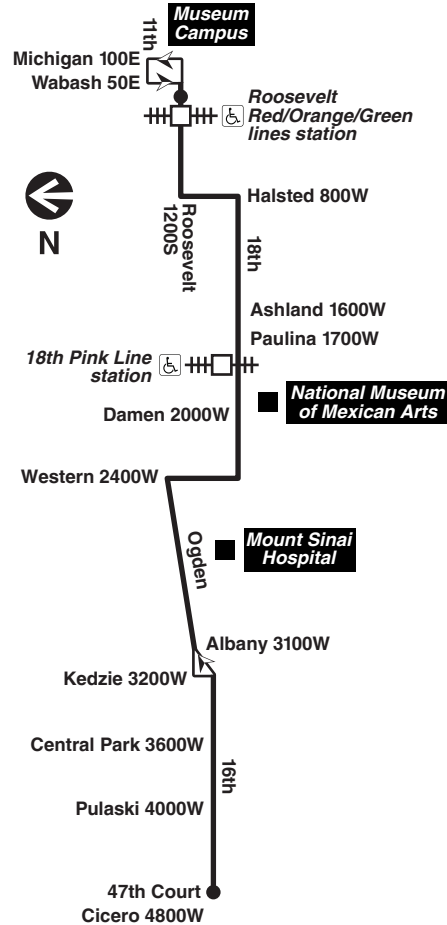 11th
Museum
Campus
Michigan 100E
Wabash 50E
Roosevelt
Red/Orange/Green
lines station
N
Roosevelt
1200S
Halsted 800W
18th
Ashland 1600W
Paulina 1700W
18th Pink Line
station
National Museum
of Mexican Arts
Damen 2000W
Western 2400W
Ogden
Mount Sinai
Hospital
Albany 3100W
Kedzie 3200W
Central Park 3600W
16th
Pulaski 4000W
47th Court
Cicero 4800W